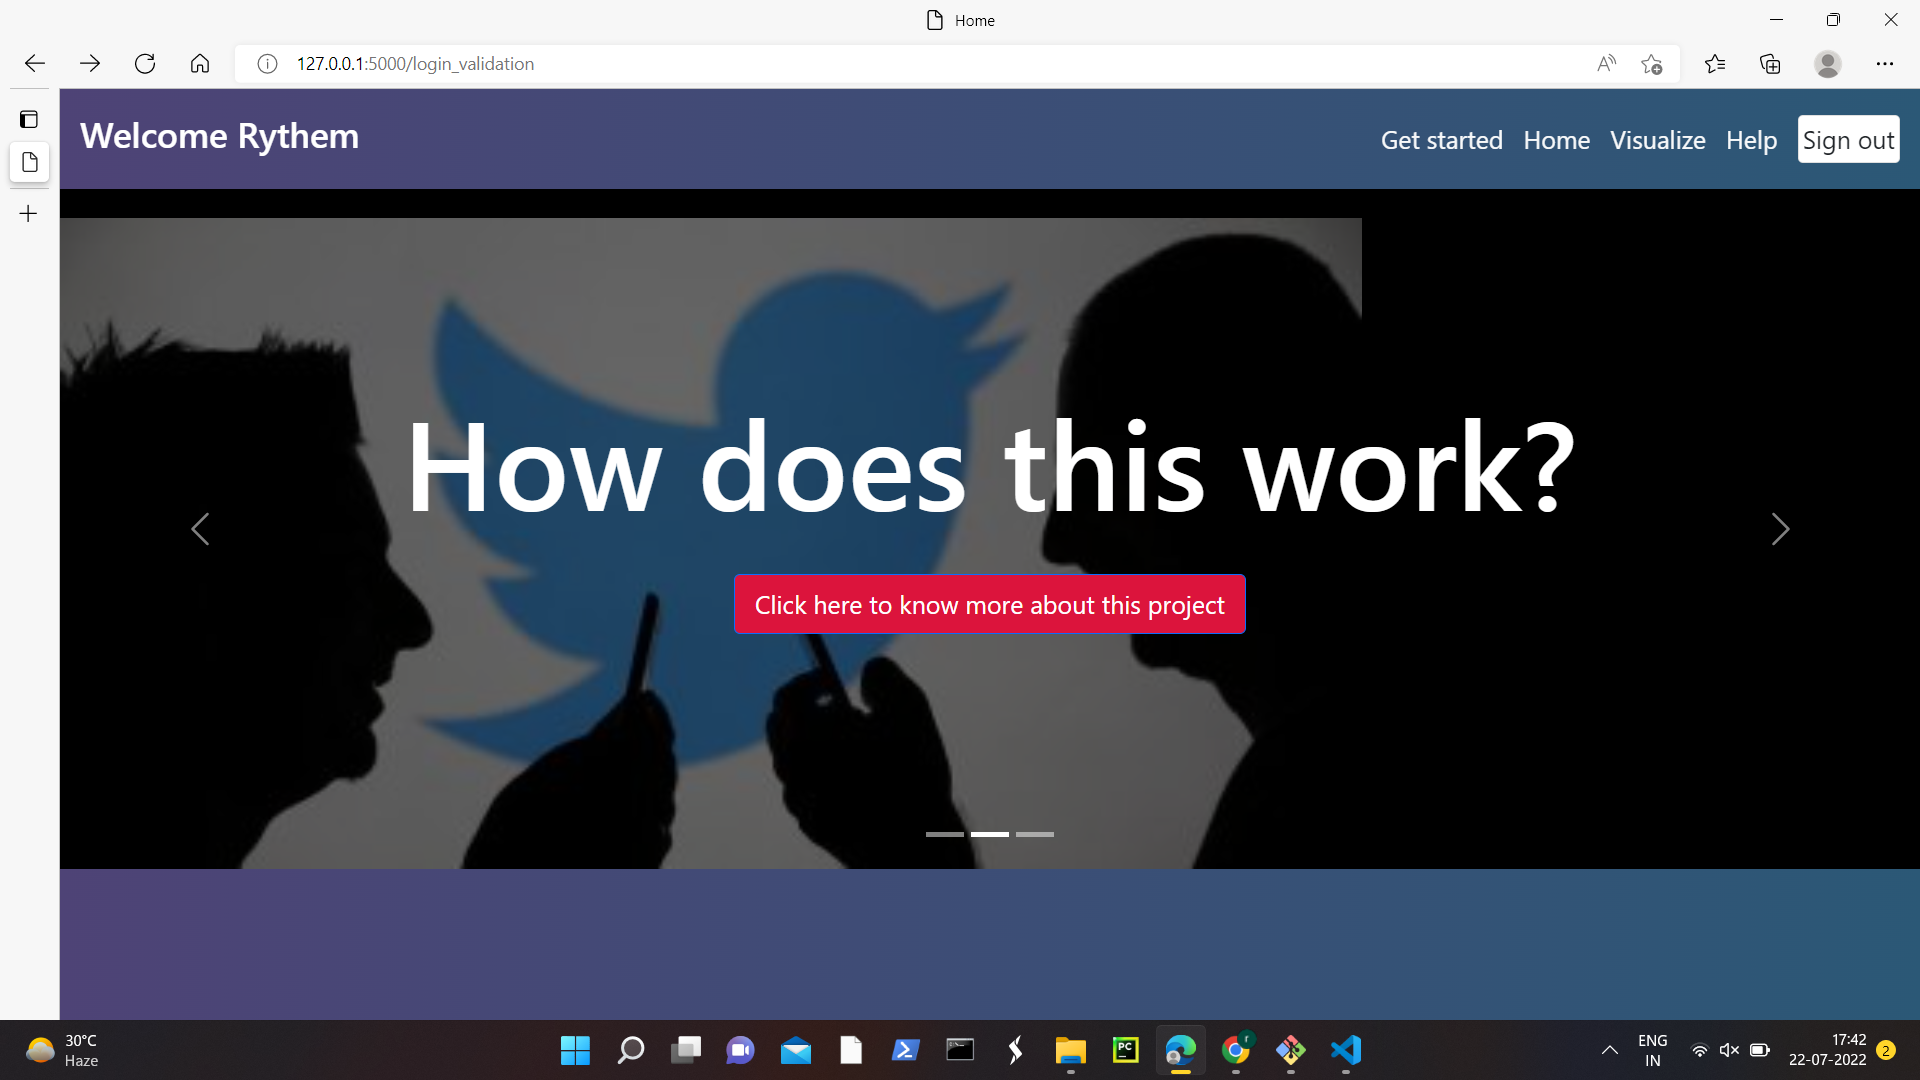 Home
127.0.0.1:5000/login_validation
Welcome Rythem
Get started Home Visualize Help Sign out
How does this work?
Click here to know more about this project
30°C
Haze
PC
r
ENG
IN
17:42
22-07-2022
2